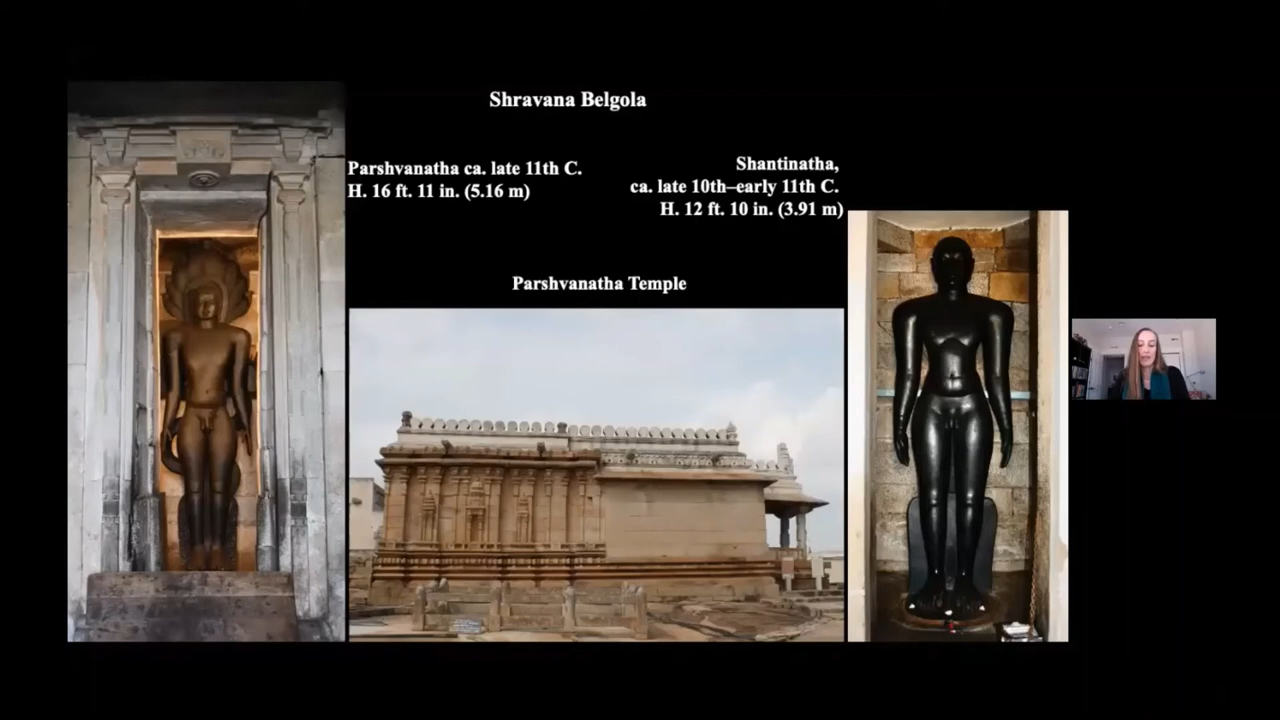 Shravana Belgola
Parshvanatha ca. late 11th C.
H. 16 ft. 11 in. (5.16 m)
Shantinatha,
ca. late 10th–early 11th C.
H. 12 ft. 10 in. (3.91 m)
Parshvanatha Temple